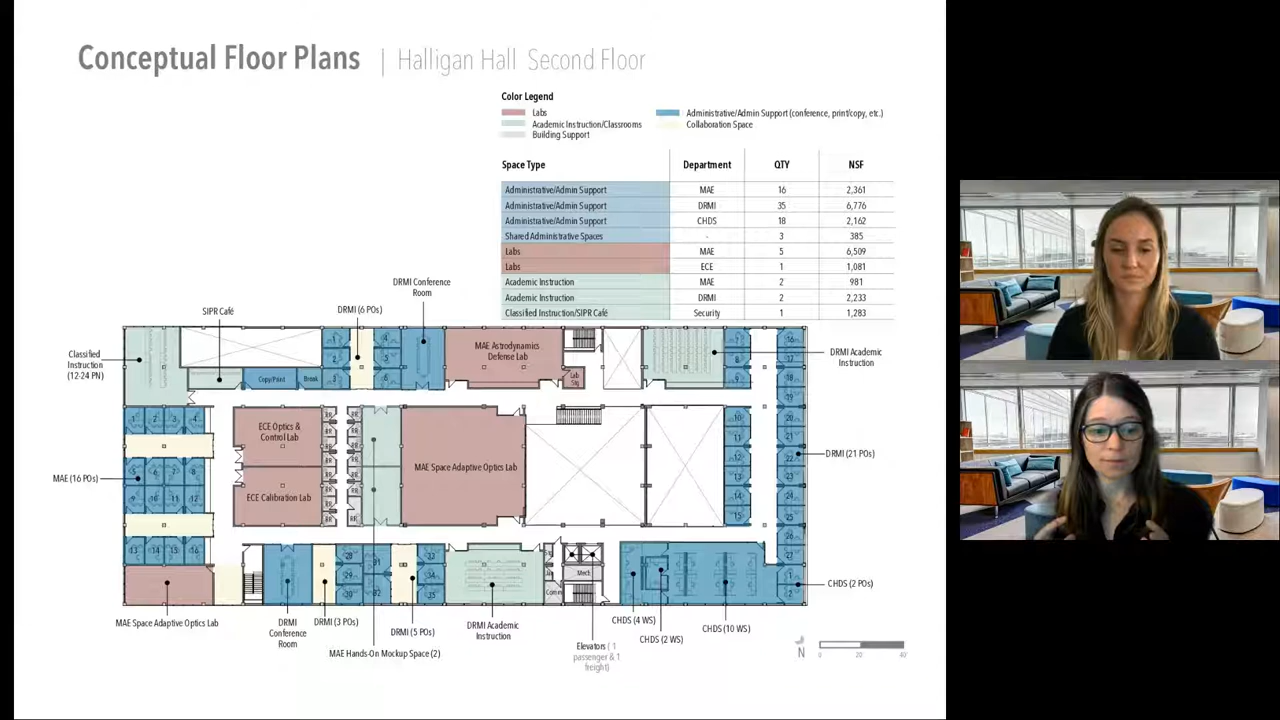 Conceptual Floor Plans | Halligan Hall Second Floor
Color Legend
Labs
Academic Instruction/Classrooms
Building Support
Administrative/Admin Support (conference, print/copy, etc.)
Collaboration Space
Space Type Department QTY NSF
Administrative/Admin Support MAE 16 2,361
Administrative/Admin Support DRMI 35 6,776
Administrative/Admin Support CHDS 18 2,162
Shared Administrative Spaces - 3 385
Labs MAE 5 6,509
Labs ECE 1 1,081
Academic Instruction MAE 2 981
Academic Instruction DRMI 2 2,233
Classified Instruction/SIPR Café Security 1 1,283
DRMI Conference
Room
SIPR Café
DRMI (6 POs)
Classified
Instruction
(12-24 PN)
Copy/Print
Break
MAE Astrodynamics
Defense Lab
Lab
Stg
DRMI Academic
Instruction
ECE Optics &
Control Lab
MAE Space Adaptive Optics Lab
ECE Calibration Lab
MAE (16 POs)
DRMI (21 POs)
Mech
Comm
CHDS (2 POs)
MAE Space Adaptive Optics Lab
DRMI
Conference
Room
DRMI (3 POs)
DRMI (5 POs)
MAE Hands-On Mockup Space (2)
DRMI Academic
Instruction
Elevators ( 1
passenger & 1
freight)
CHDS (4 WS)
CHDS (2 WS)
CHDS (10 WS)
N
0 20 40